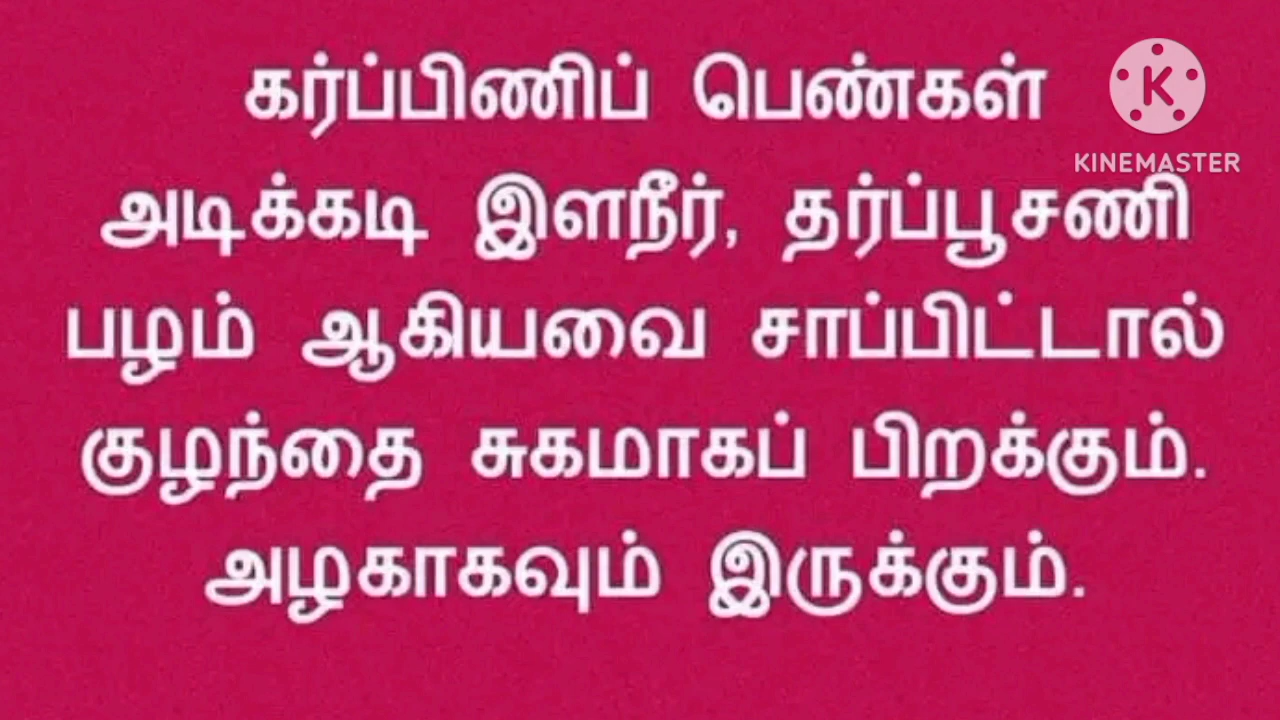 கர்ப்பிணிப் பெண்கள்
K
KINEMASTER
அடிக்கடி இளநீர், தர்ப்பூசணி
பழம் ஆகியவை சாப்பிட்டால்
குழந்தை சுகமாகப் பிறக்கும்.
அழகாகவும் இருக்கும்.